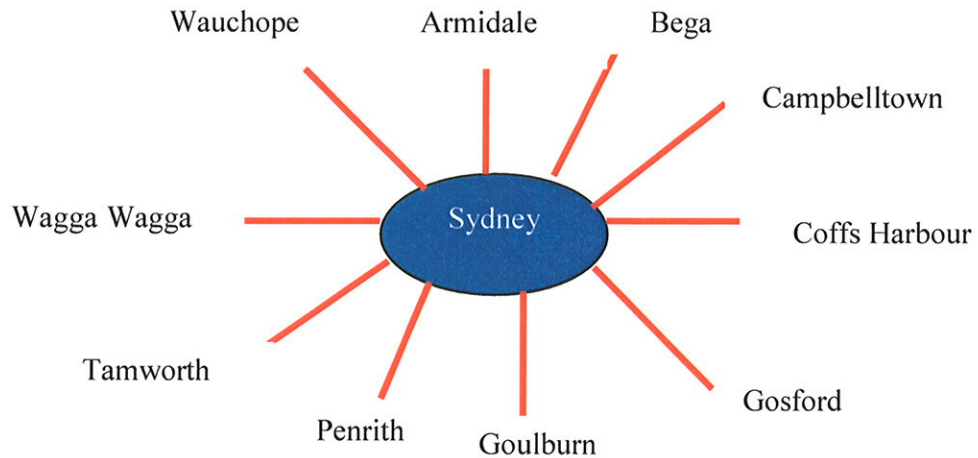 Wauchope
Armidale
Bega
Campbelltown
Wagga Wagga
Sydney
Coffs Harbour
Tamworth
Gosford
Penrith
Goulburn